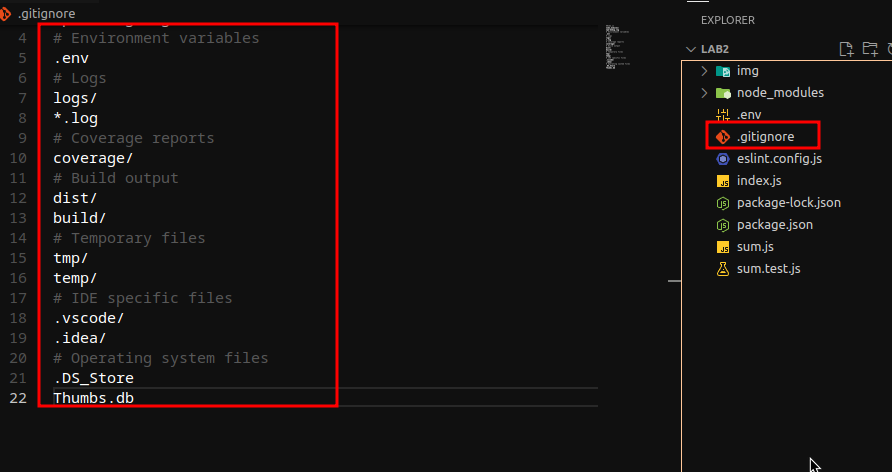 .gitignore
4 # Environment variables
5 .env
6 # Logs
7 logs/
8 *.log
9 # Coverage reports
10 coverage/
11 # Build output
12 dist/
13 build/
14 # Temporary files
15 tmp/
16 temp/
17 # IDE specific files
18 .vscode/
19 .idea/
20 # Operating system files
21 .DS_Store
22 Thumbs.db
EXPLORER
LAB2
img
node_modules
.env
.gitignore
eslint.config.js
index.js
package-lock.json
package.json
sum.js
sum.test.js